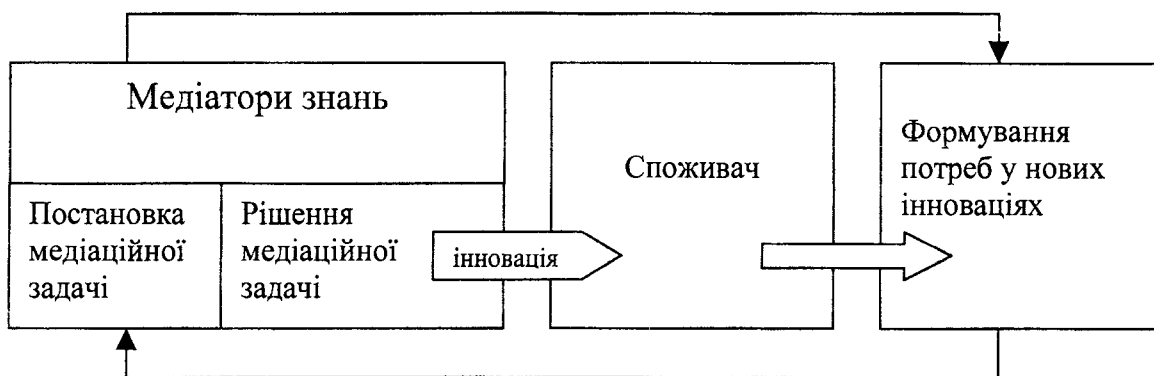 Медіатори знань
Постановка
медіаційної
задачі
Рішення
медіаційної
задачі
інновація
Споживач
Формування
потреб у нових
інноваціях